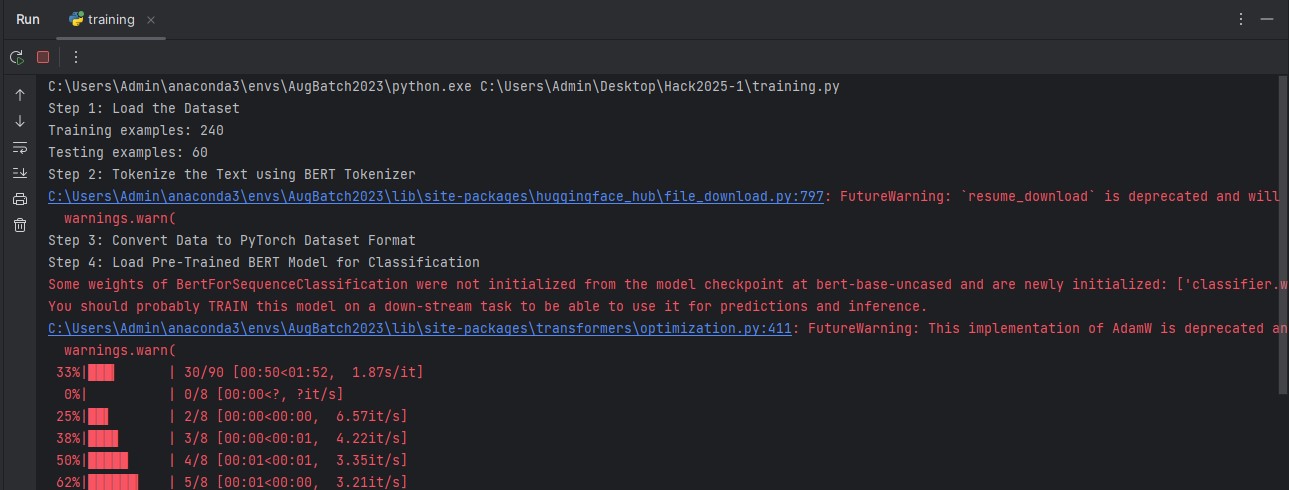 Run training
C:\Users\Admin\anaconda3\envs\AugBatch2023\python.exe C:\Users\Admin\Desktop\Hack2025-1\training.py
Step 1: Load the Dataset
Training examples: 240
Testing examples: 60
Step 2: Tokenize the Text using BERT Tokenizer
C:\Users\Admin\anaconda3\envs\AugBatch2023\lib\site-packages\huggingface_hub\file_download.py:797: FutureWarning: `resume_download` is deprecated and will
warnings.warn(
Step 3: Convert Data to PyTorch Dataset Format
Step 4: Load Pre-Trained BERT Model for Classification
Some weights of BertForSequenceClassification were not initialized from the model checkpoint at bert-base-uncased and are newly initialized: ['classifier.w
You should probably TRAIN this model on a down-stream task to be able to use it for predictions and inference.
C:\Users\Admin\anaconda3\envs\AugBatch2023\lib\site-packages\transformers\optimization.py:411: FutureWarning: This implementation of AdamW is deprecated an
warnings.warn(
33%|███ | 30/90 [00:50<01:52, 1.87s/it]
0%| | 0/8 [00:00<?, ?it/s]
25%|██ | 2/8 [00:00<00:00, 6.57it/s]
38%|███ | 3/8 [00:00<00:01, 4.22it/s]
50%|█████ | 4/8 [00:01<00:01, 3.35it/s]
62%|██████ | 5/8 [00:01<00:00, 3.21it/s]